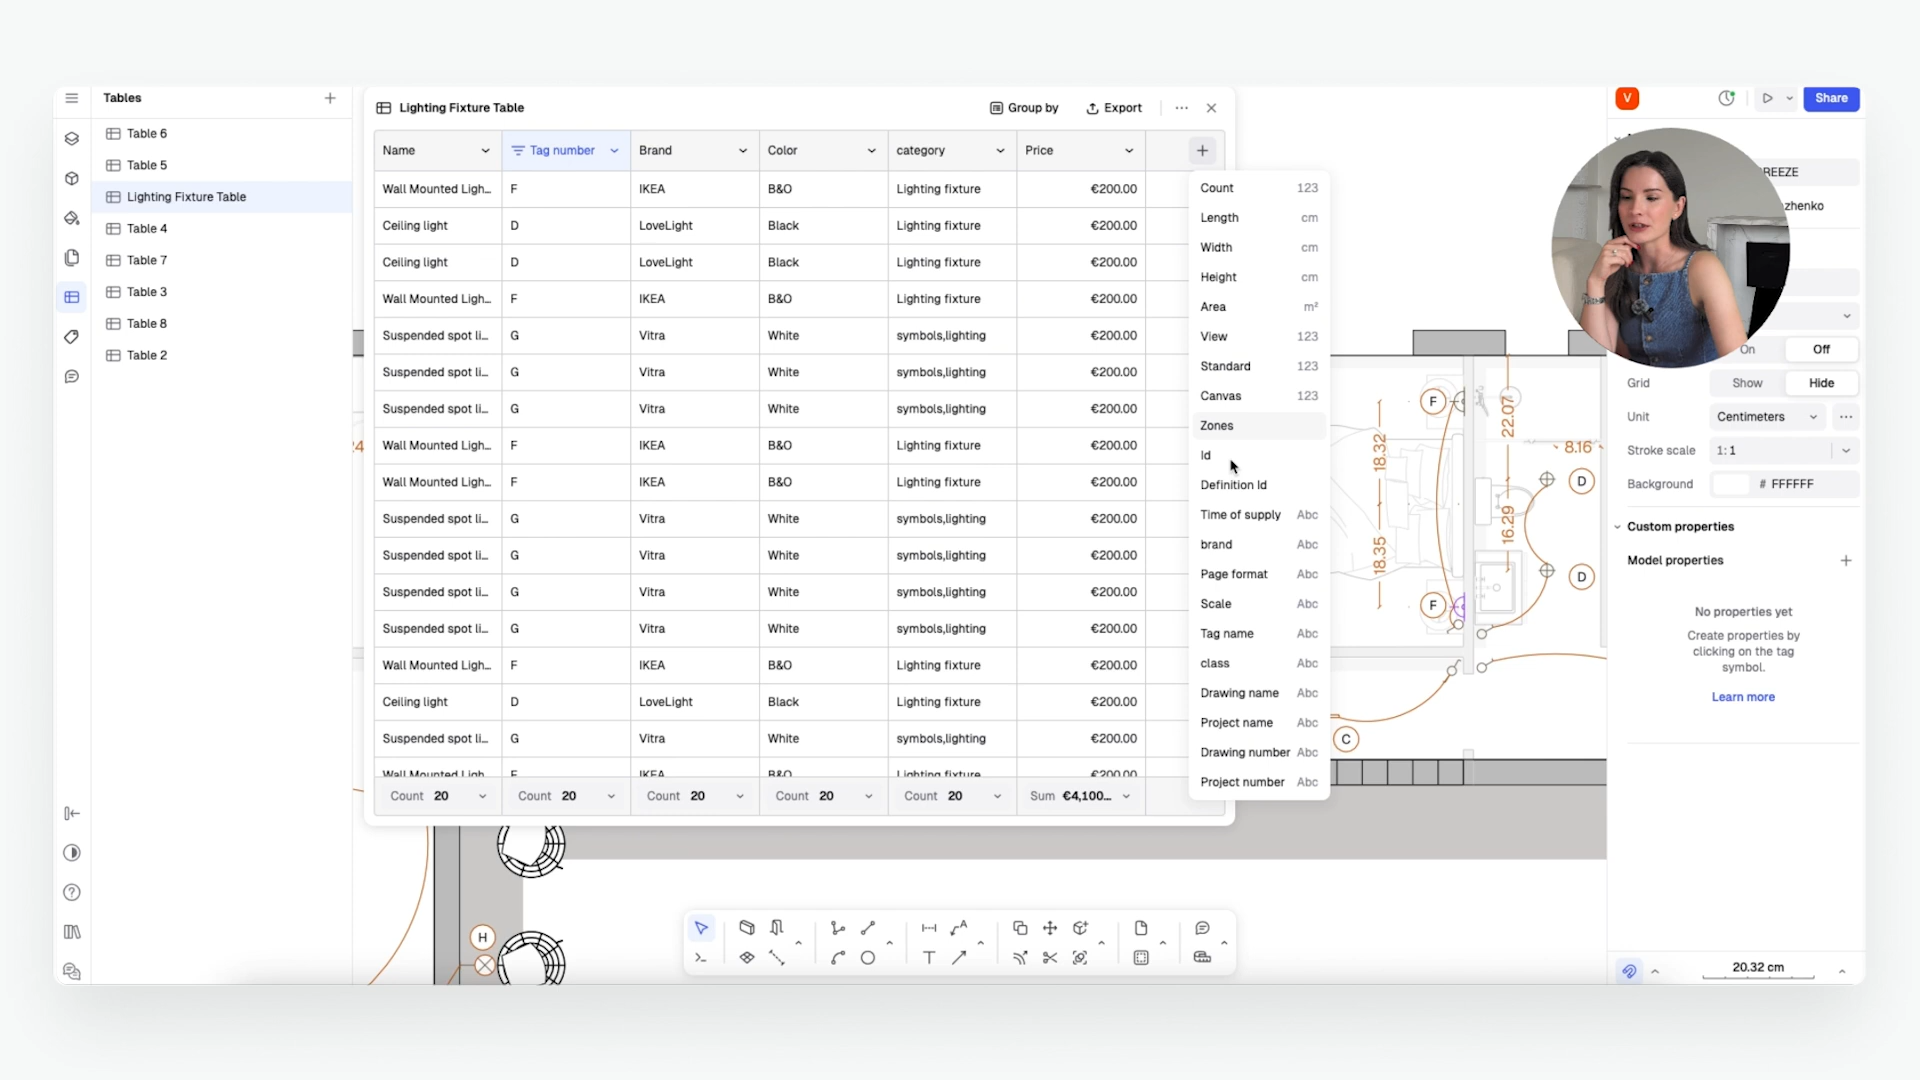 Tables
Table 6
Table 5
Lighting Fixture Table
Table 4
Table 7
Table 3
Table 8
Table 2
Lighting Fixture Table
Group by
Export
Name Tag number Brand Color category Price
Wall Mounted Ligh... F IKEA B&O Lighting fixture €200.00
Ceiling light D LoveLight Black Lighting fixture €200.00
Ceiling light D LoveLight Black Lighting fixture €200.00
Wall Mounted Ligh... F IKEA B&O Lighting fixture €200.00
Suspended spot li... G Vitra White symbols,lighting €200.00
Suspended spot li... G Vitra White symbols,lighting €200.00
Suspended spot li... G Vitra White symbols,lighting €200.00
Wall Mounted Ligh... F IKEA B&O Lighting fixture €200.00
Wall Mounted Ligh... F IKEA B&O Lighting fixture €200.00
Suspended spot li... G Vitra White symbols,lighting €200.00
Suspended spot li... G Vitra White symbols,lighting €200.00
Suspended spot li... G Vitra White symbols,lighting €200.00
Suspended spot li... G Vitra White symbols,lighting €200.00
Wall Mounted Ligh... F IKEA B&O Lighting fixture €200.00
Ceiling light D LoveLight Black Lighting fixture €200.00
Suspended spot li... G Vitra White symbols,lighting €200.00
Wall Mounted Ligh... F IKEA B&O Lighting fixture €200.00
Count 20 Count 20 Count 20 Count 20 Count 20 Sum €4,100...
Count 123
Length cm
Width cm
Height cm
Area m²
View 123
Standard 123
Canvas 123
Zones
Id
Definition Id
Time of supply Abc
brand Abc
Page format Abc
Scale Abc
Tag name Abc
class Abc
Drawing name Abc
Project name Abc
Drawing number Abc
Project number Abc
24
F
18.32
22.07
8.16
D
16.29
18.35
D
F
C
H
V
Share
REEZE
zhenko
On Off
Grid Show Hide
Unit Centimeters
Stroke scale 1:1
Background # FFFFFF
Custom properties
Model properties
No properties yet
Create properties by
clicking on the tag
symbol.
Learn more
20.32 cm